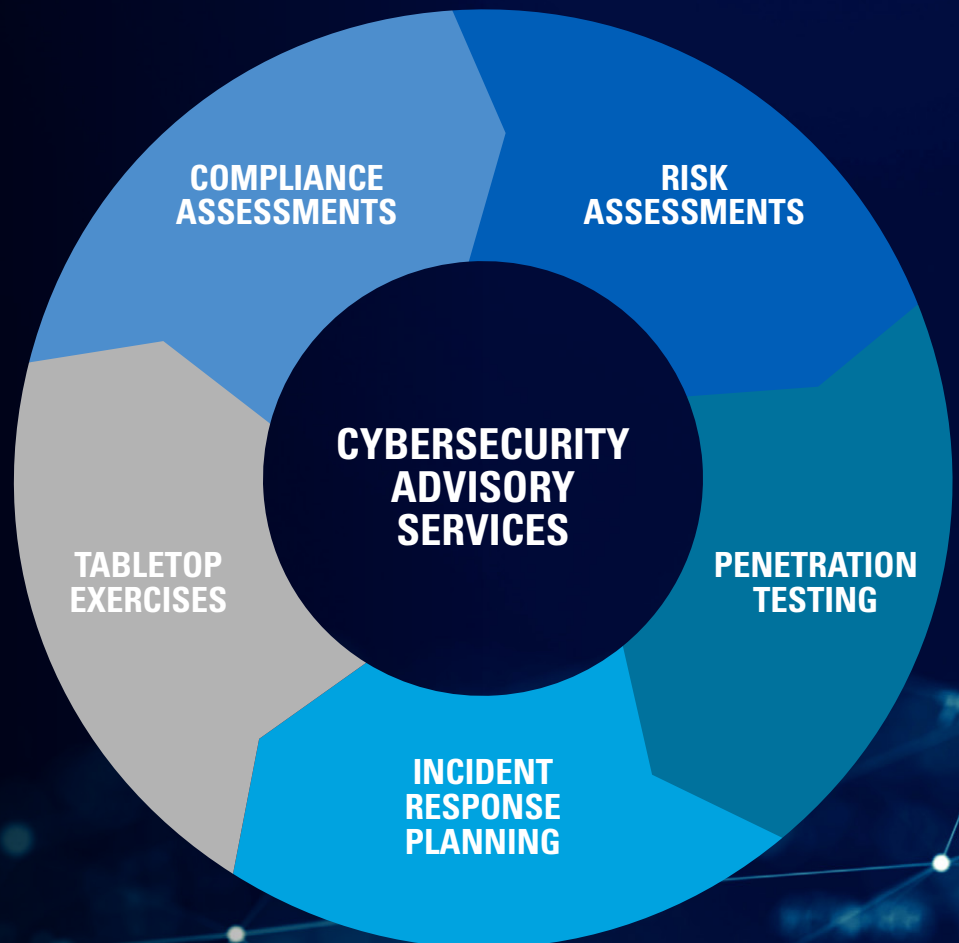 COMPLIANCE
ASSESSMENTS
RISK
ASSESSMENTS
CYBERSECURITY
ADVISORY
SERVICES
TABLETOP
EXERCISES
PENETRATION
TESTING
INCIDENT
RESPONSE
PLANNING